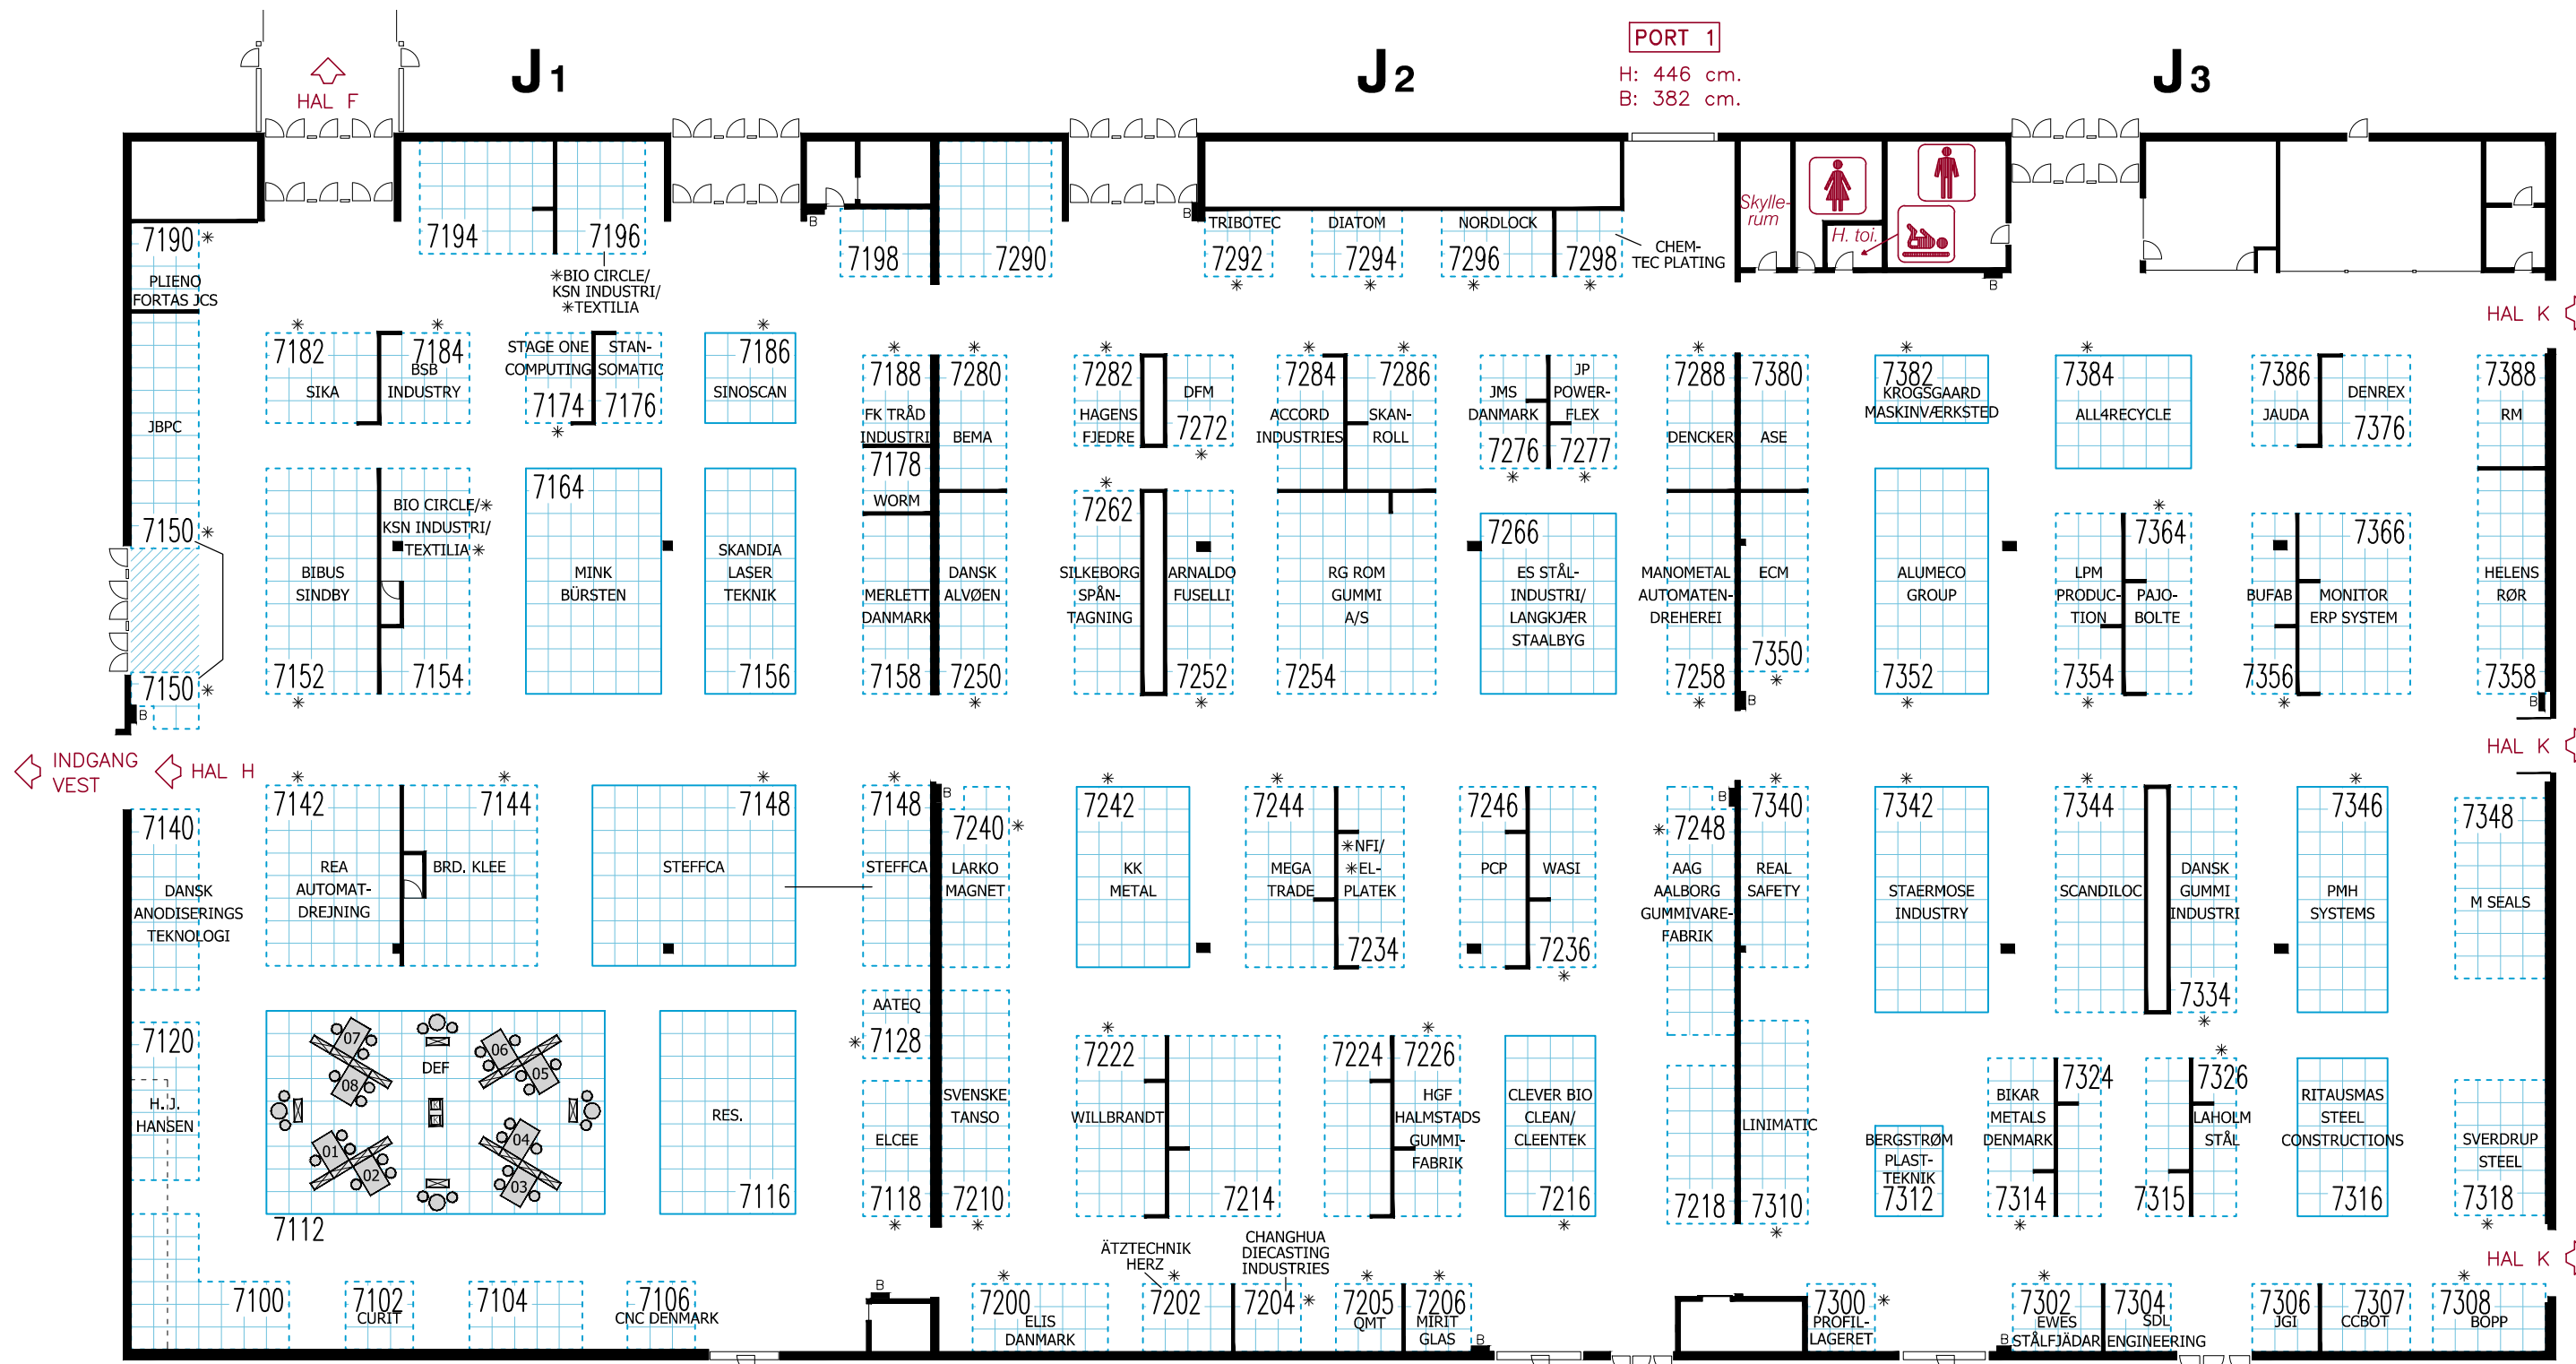 J1
J2
J3
PORT 1
H: 446 cm.
B: 382 cm.
HAL F
7190 *
PLIENO
FORTAS JCS
7194
7196
*BIO CIRCLE/
KSN INDUSTRI/
*TEXTILIA
B
7198
7290
B
TRIBOTEC
7292
*
DIATOM
7294
*
NORDLOCK
7296
*
7298
*
CHEM-
TEC PLATING
Skylle-
rum
H. toi.
B
HAL K
JBPC
7150 *
7150 *
B
*
7182
SIKA
*
7184
BSB
INDUSTRY
STAGE ONE
COMPUTING
7174
*
STAN-
SOMATIC
7176
*
7186
SINOSCAN
*
7188
FK TRÅD
INDUSTRI
7178
WORM
MERLETT
DANMARK
7158
*
7280
BEMA
DANSK
ALVØEN
7250
*
*
7282
HAGENS
FJEDRE
DFM
7272
*
*
7284
ACCORD
INDUSTRIES
*
7286
SKAN-
ROLL
JMS
DANMARK
7276
*
JP
POWER-
FLEX
7277
*
*
7288
DENCKER
7380
ASE
*
7382
KROGSGAARD
MASKINVÆRKSTED
*
7384
ALL4RECYCLE
7386
JAUDA
DENREX
7376
7388
RM
BIBUS
SINDBY
7152
*
BIO CIRCLE/*
KSN INDUSTRI/
TEXTILIA *
7154
7164
MINK
BÜRSTEN
SKANDIA
LASER
TEKNIK
7156
*
7262
SILKEBORG
SPÅN-
TAGNING
ARNALDO
FUSELLI
7252
*
RG ROM
GUMMI
A/S
7254
7266
ES STÅL-
INDUSTRI/
LANGKJÆR
STAALBYG
MANOMETAL
AUTOMATEN-
DREHEREI
7258
*
ECM
7350
*
B
ALUMECO
GROUP
7352
*
LPM
PRODUC-
TION
7354
*
*
7364
PAJO-
BOLTE
BUFAB
7356
*
7366
MONITOR
ERP SYSTEM
HELENS
RØR
7358
B
INDGANG
VEST
HAL H
HAL K
7140
DANSK
ANODISERINGS
TEKNOLOGI
*
7142
REA
AUTOMAT-
DREJNING
*
7144
BRD. KLEE
*
7148
STEFFCA
*
7148
STEFFCA
B
7240 *
LARKO
MAGNET
*
7242
KK
METAL
*
7244
MEGA
TRADE
*NFI/
*EL-
PLATEK
7234
7246
PCP
WASI
7236
*
B
* 7248
AAG
AALBORG
GUMMIVARE-
FABRIK
*
7340
REAL
SAFETY
*
7342
STAERMOSE
INDUSTRY
*
7344
SCANDILOC
DANSK
GUMMI
INDUSTRI
7334
*
*
7346
PMH
SYSTEMS
7348
M SEALS
7120
H.J.
HANSEN
07
08
DEF
06
05
01
02
04
03
7112
RES.
7116
AATEQ
* 7128
ELCEE
7118
*
SVENSKE
TANSO
7210
*
*
7222
WILLBRANDT
7214
7224
*
7226
HGF
HALMSTADS
GUMMI-
FABRIK
CLEVER BIO
CLEAN/
CLEENTEK
7216
*
7218
LINIMATIC
7310
*
BERGSTRØM
PLAST-
TEKNIK
7312
BIKAR
METALS
DENMARK
7314
*
7324
*
7326
LAHOLM
STÅL
7315
RITAUSMAS
STEEL
CONSTRUCTIONS
7316
SVERDRUP
STEEL
7318
*
HAL K
7100
7102
CURIT
7104
7106
CNC DENMARK
B
*
7200
ELIS
DANMARK
ÄTZTECHNIK
HERZ
*
7202
CHANGHUA
DIECASTING
INDUSTRIES
7204 *
*
7205
QMT
*
7206
MIRIT
GLAS
B
7300 *
PROFIL-
LAGERET
B
*
7302
EWES
STÅLFJÄDAR
7304
SDL
ENGINEERING
7306
JGI
7307
CCBOT
*
7308
BOPP